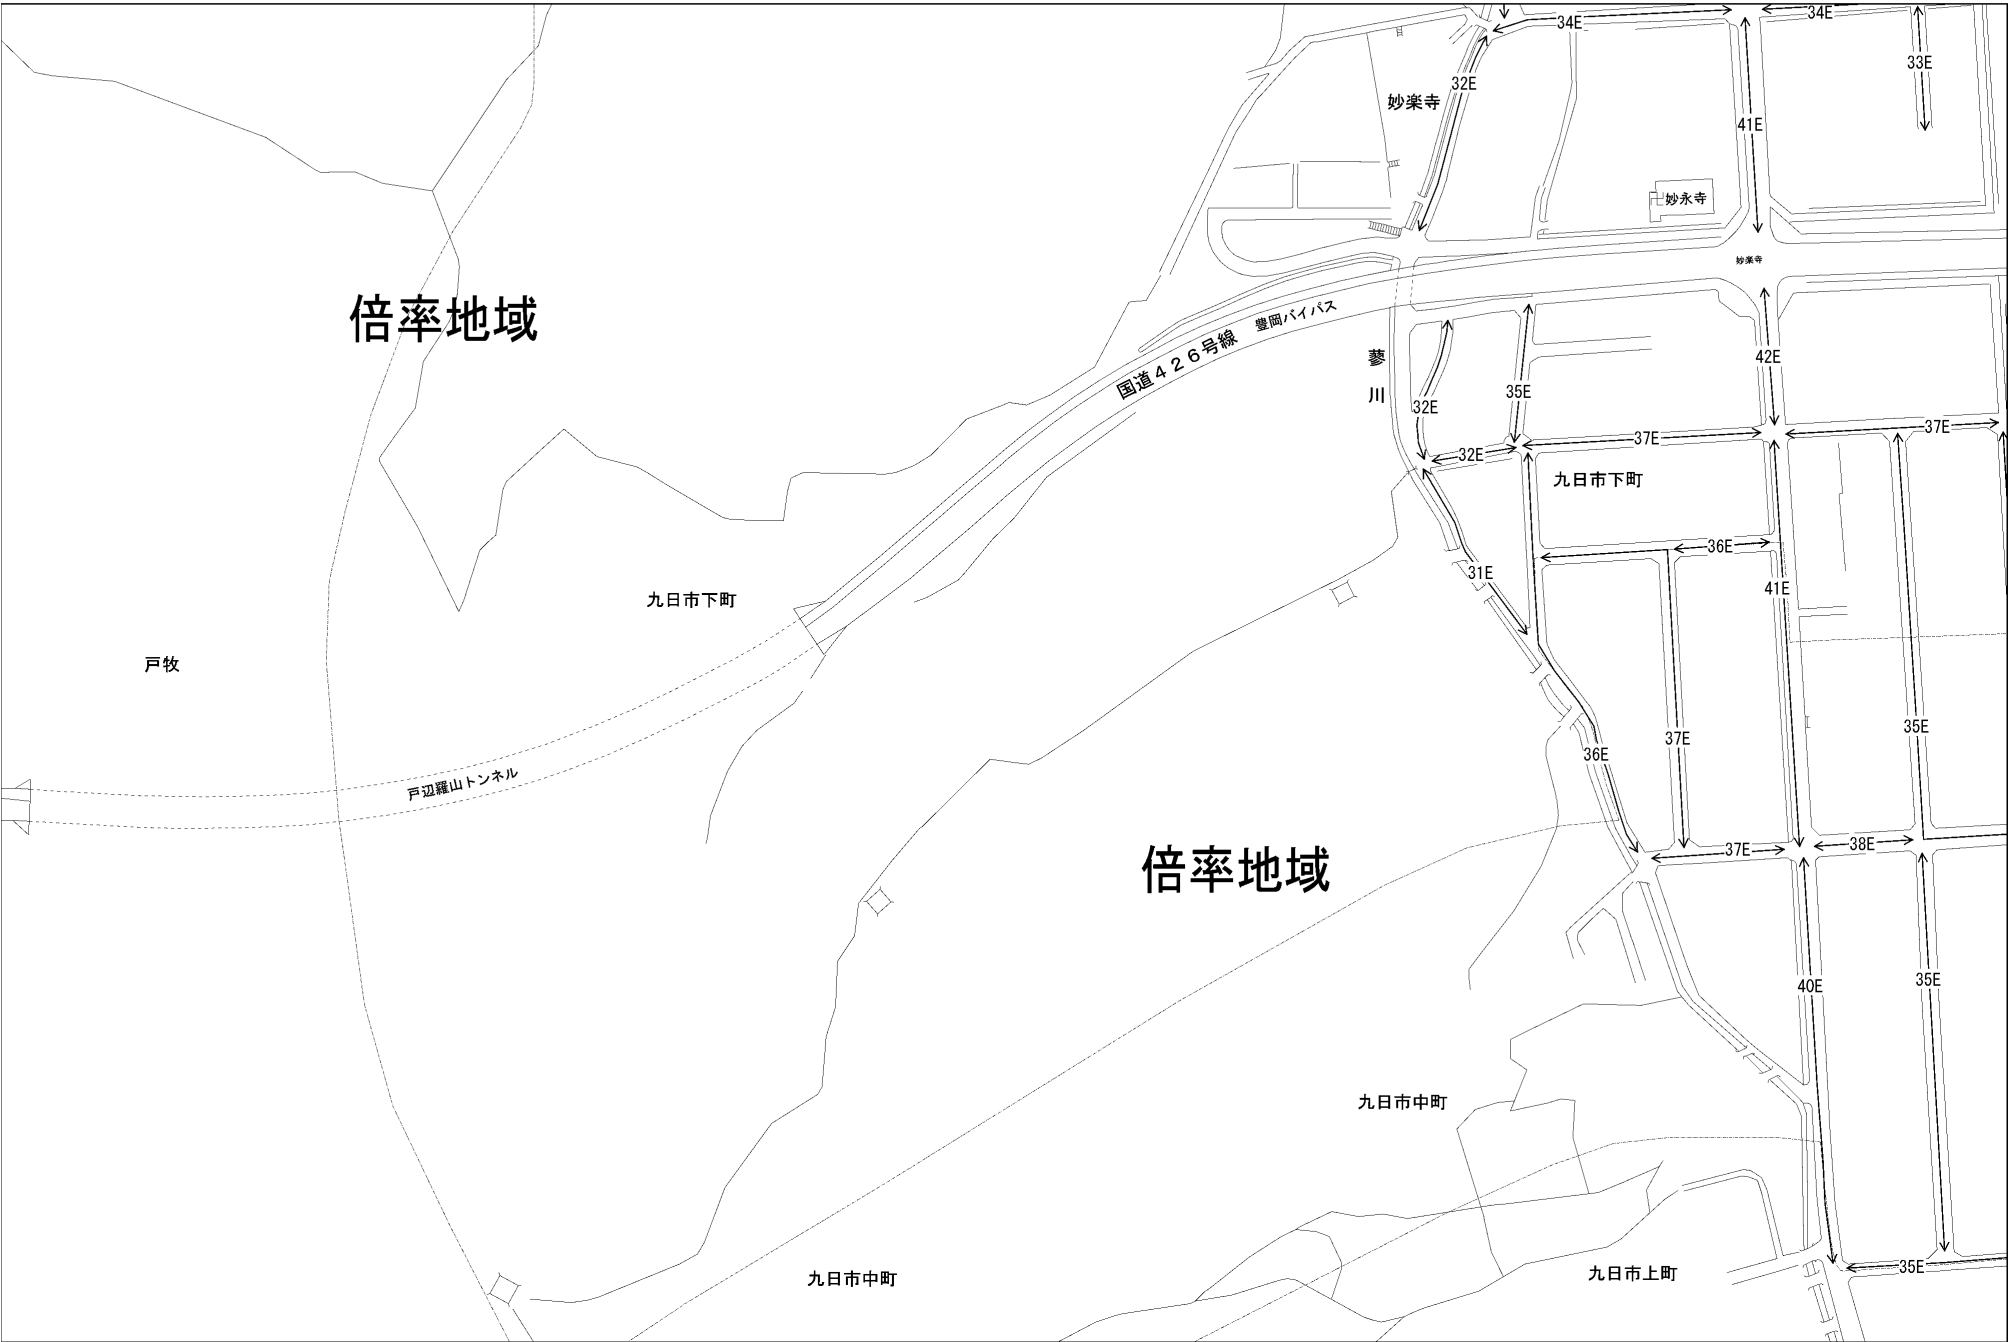 34E
34E
33E
32E
妙楽寺
41E
卍妙永寺
妙楽寺
倍率地域
豊岡バイパス
国道426号線
蓼川
42E
35E
32E
37E
37E
32E
九日市下町
36E
31E
41E
九日市下町
戸牧
35E
37E
36E
戸辺羅山トンネル
37E
38E
倍率地域
35E
40E
九日市中町
35E
九日市中町
九日市上町